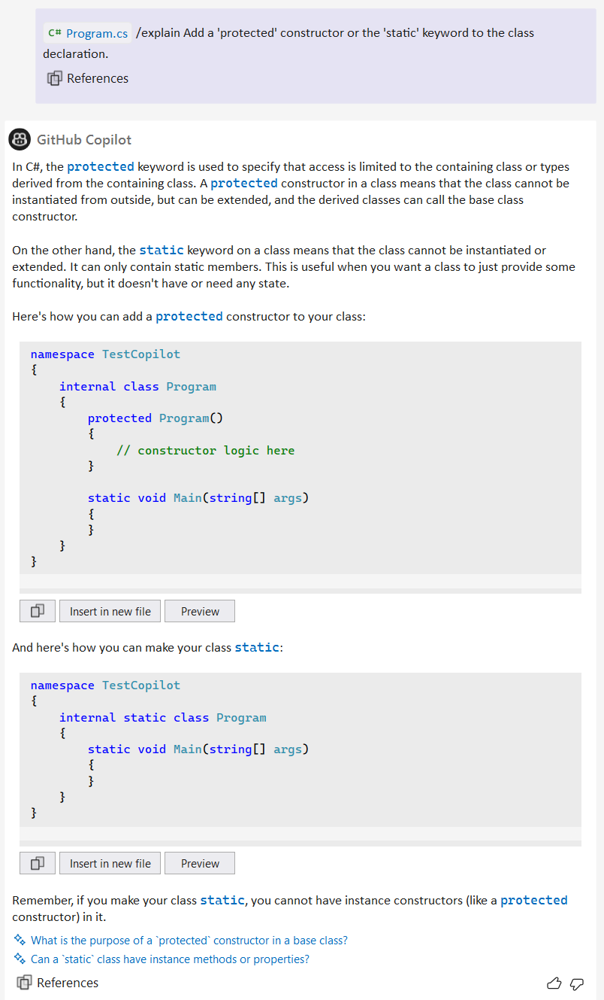 C# Program.cs /explain Add a 'protected' constructor or the 'static' keyword to the class
declaration.
References
GitHub Copilot
In C#, the protected keyword is used to specify that access is limited to the containing class or types
derived from the containing class. A protected constructor in a class means that the class cannot be
instantiated from outside, but can be extended, and the derived classes can call the base class
constructor.
On the other hand, the static keyword on a class means that the class cannot be instantiated or
extended. It can only contain static members. This is useful when you want a class to just provide some
functionality, but it doesn't have or need any state.
Here's how you can add a protected constructor to your class:
namespace TestCopilot
{
    internal class Program
    {
        protected Program()
        {
            // constructor logic here
        }

        static void Main(string[] args)
        {
        }
    }
}
Insert in new file Preview
And here's how you can make your class static:
namespace TestCopilot
{
    internal static class Program
    {
        static void Main(string[] args)
        {
        }
    }
}
Insert in new file Preview
Remember, if you make your class static, you cannot have instance constructors (like a protected
constructor) in it.
What is the purpose of a `protected` constructor in a base class?
Can a `static` class have instance methods or properties?
References